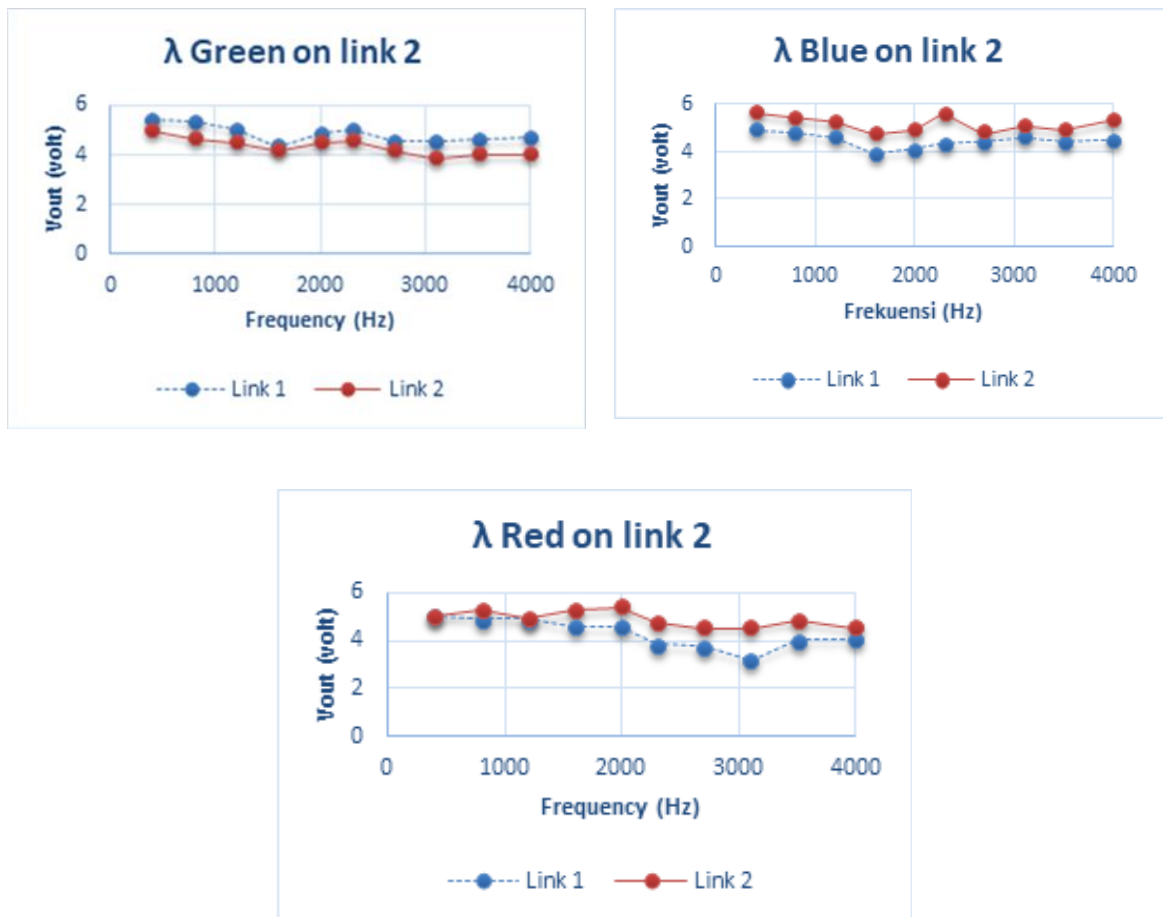 λ Green on link 2
6
4
2
0
Vout (volt)
0 1000 2000 3000 4000
Frequency (Hz)
Link 1 Link 2
λ Blue on link 2
6
4
2
0
Vout (volt)
0 1000 2000 3000 4000
Frekuensi (Hz)
Link 1 Link 2
λ Red on link 2
6
4
2
0
Vout (volt)
0 1000 2000 3000 4000
Frequency (Hz)
Link 1 Link 2